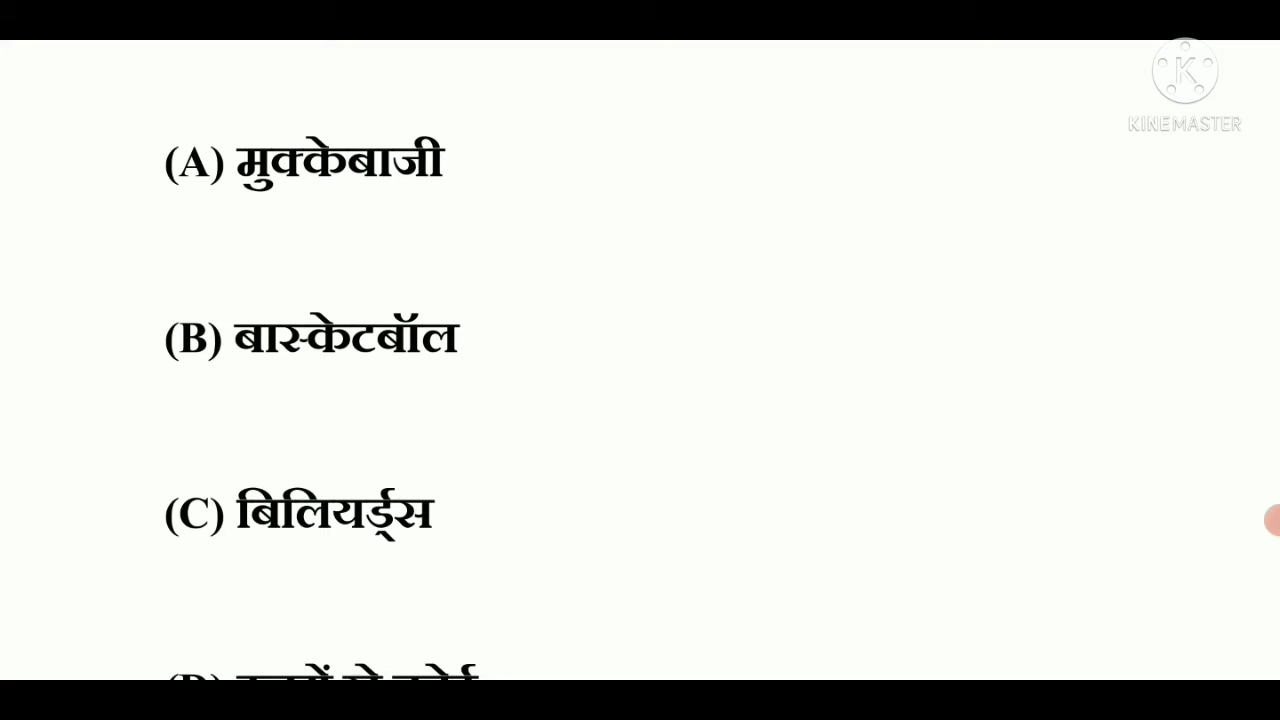 K
KINEMASTER
(A) मुक्केबाजी
(B) बास्केटबॉल
(C) बिलियर्ड्स
(D)